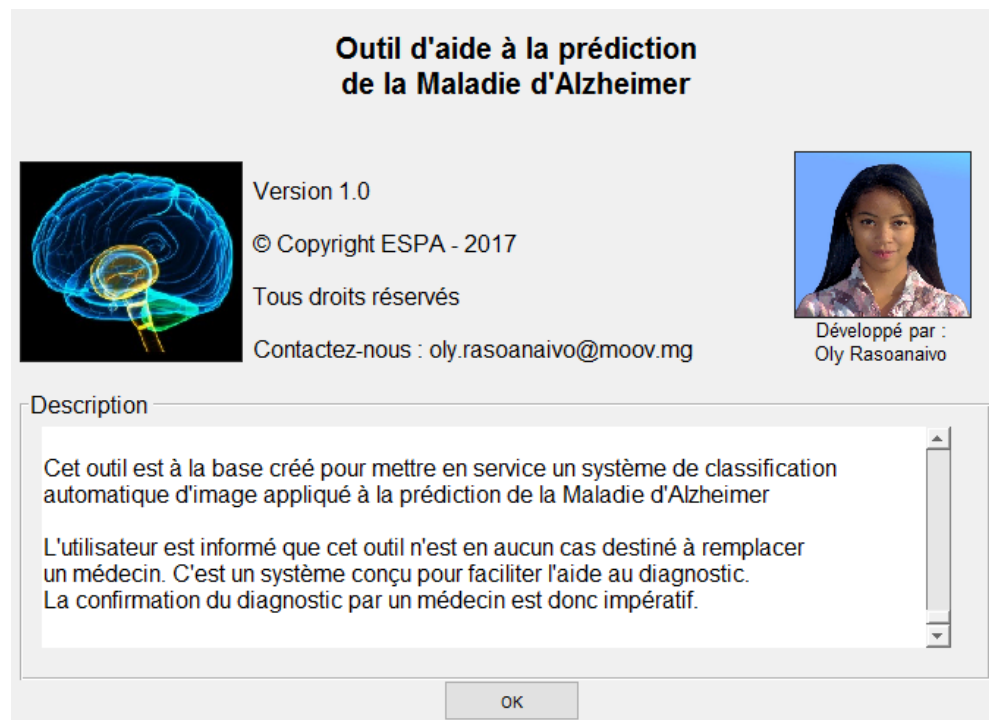 Outil d'aide à la prédiction
de la Maladie d'Alzheimer
Version 1.0
© Copyright ESPA - 2017
Tous droits réservés
Contactez-nous : oly.rasoanaivo@moov.mg
Développé par :
Oly Rasoanaivo
Description
Cet outil est à la base créé pour mettre en service un système de classification
automatique d'image appliqué à la prédiction de la Maladie d'Alzheimer
L'utilisateur est informé que cet outil n'est en aucun cas destiné à remplacer
un médecin. C'est un système conçu pour faciliter l'aide au diagnostic.
La confirmation du diagnostic par un médecin est donc impératif.
OK